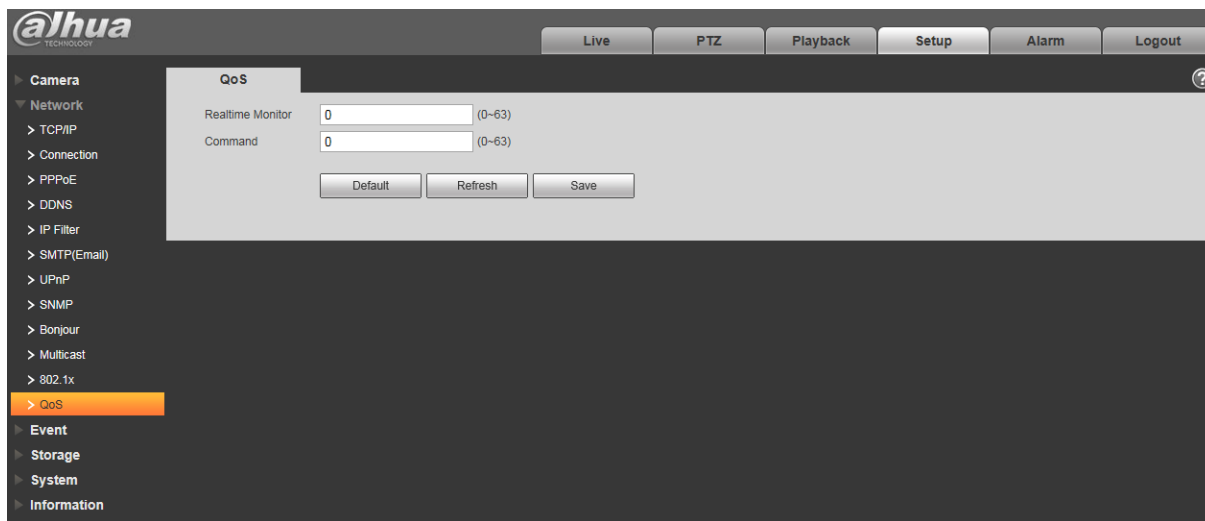 alhua
TECHNOLOGY
Live PTZ Playback Setup Alarm Logout
Camera
Network
> TCP/IP
> Connection
> PPPoE
> DDNS
> IP Filter
> SMTP(Email)
> UPnP
> SNMP
> Bonjour
> Multicast
> 802.1x
> QoS
Event
Storage
System
Information
QoS
?
Realtime Monitor 0 (0~63)
Command 0 (0~63)
Default Refresh Save